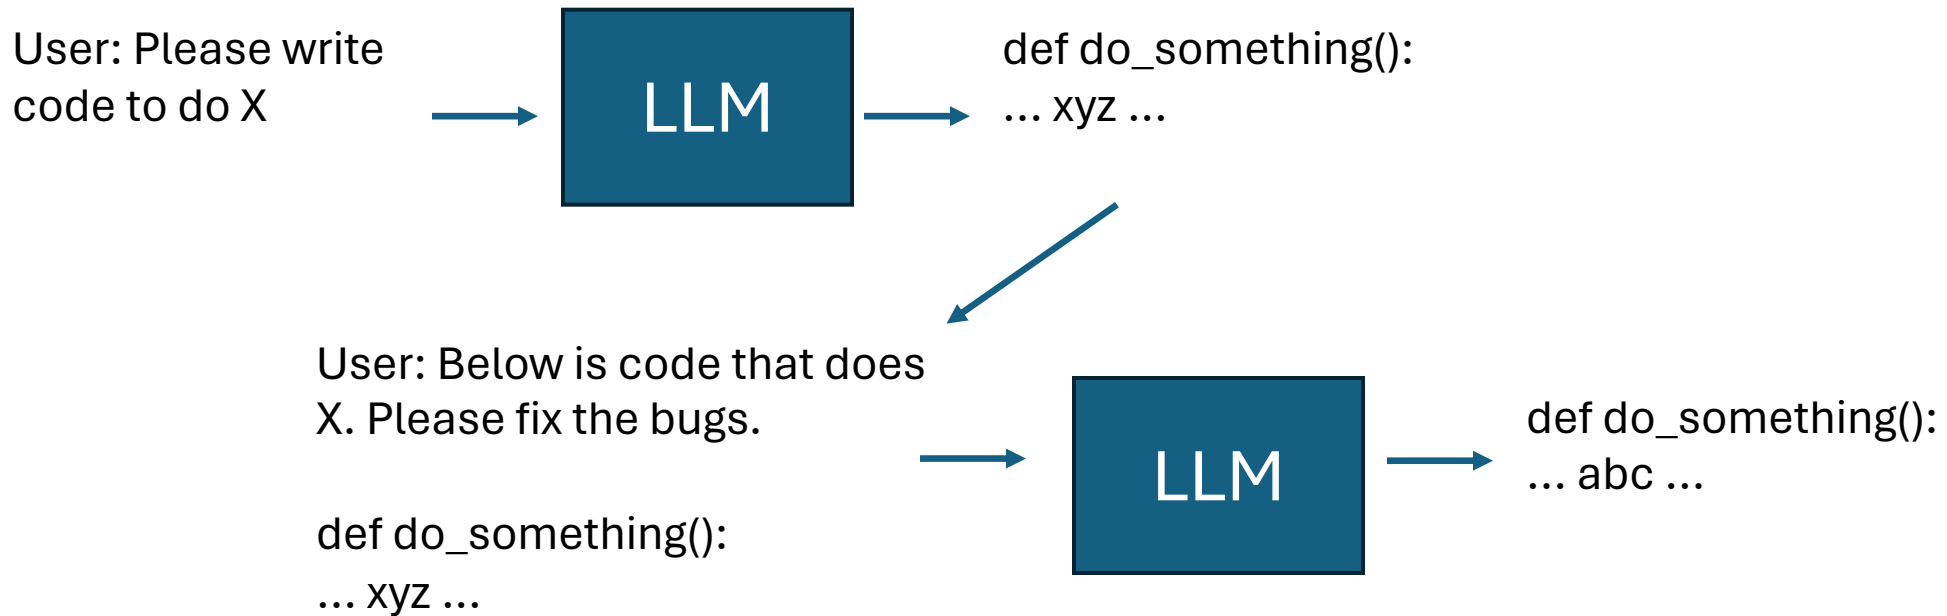 User: Please write
code to do X
LLM
def do_something():
... xyz ...
User: Below is code that does
X. Please fix the bugs.
def do_something():
... xyz ...
LLM
def do_something():
... abc ...